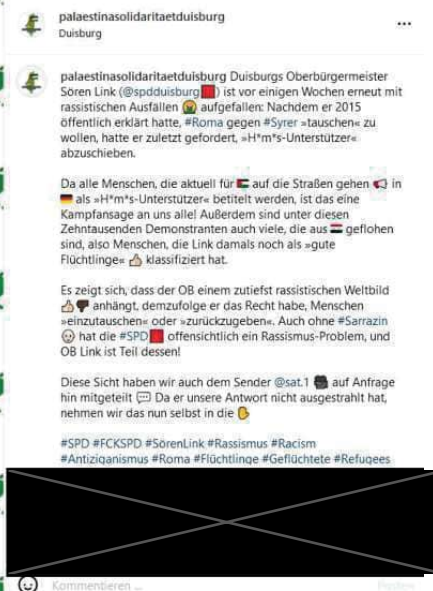 palaestinasolidaritaetduisburg
Duisburg
...
palaestinasolidaritaetduisburg Duisburgs Oberbürgermeister
Sören Link (@spdduisburg🟥) ist vor einigen Wochen erneut mit
rassistischen Ausfällen 🤮 aufgefallen: Nachdem er 2015
öffentlich erklärt hatte, #Roma gegen #Syrer »tauschen« zu
wollen, hatte er zuletzt gefordert, »H*m*s-Unterstützer«
abzuschieben.
Da alle Menschen, die aktuell für 🇵🇸 auf die Straßen gehen 📢 in
🇩🇪 als »H*m*s-Unterstützer« betitelt werden, ist das eine
Kampfansage an uns alle! Außerdem sind unter diesen
Zehntausenden Demonstranten auch viele, die aus 🇸🇾 geflohen
sind, also Menschen, die Link damals noch als »gute
Flüchtlinge« 👍🏻 klassifiziert hat.
Es zeigt sich, dass der OB einem zutiefst rassistischen Weltbild
👍🏻👎🏿 anhängt, demzufolge er das Recht habe, Menschen
»einzutauschen« oder »zurückzugeben«. Auch ohne #Sarrazin
hat die #SPD🟥 offensichtlich ein Rassismus-Problem, und
OB Link ist Teil dessen!
Diese Sicht haben wir auch dem Sender @sat.1 auf Anfrage
hin mitgeteilt 💬 Da er unsere Antwort nicht ausgestrahlt hat,
nehmen wir das nun selbst in die ✋
#SPD #FCKSPD #SörenLink #Rassismus #Racism
#Antiziganismus #Roma #Flüchtlinge #Geflüchtete #Refugees
Kommentieren ...